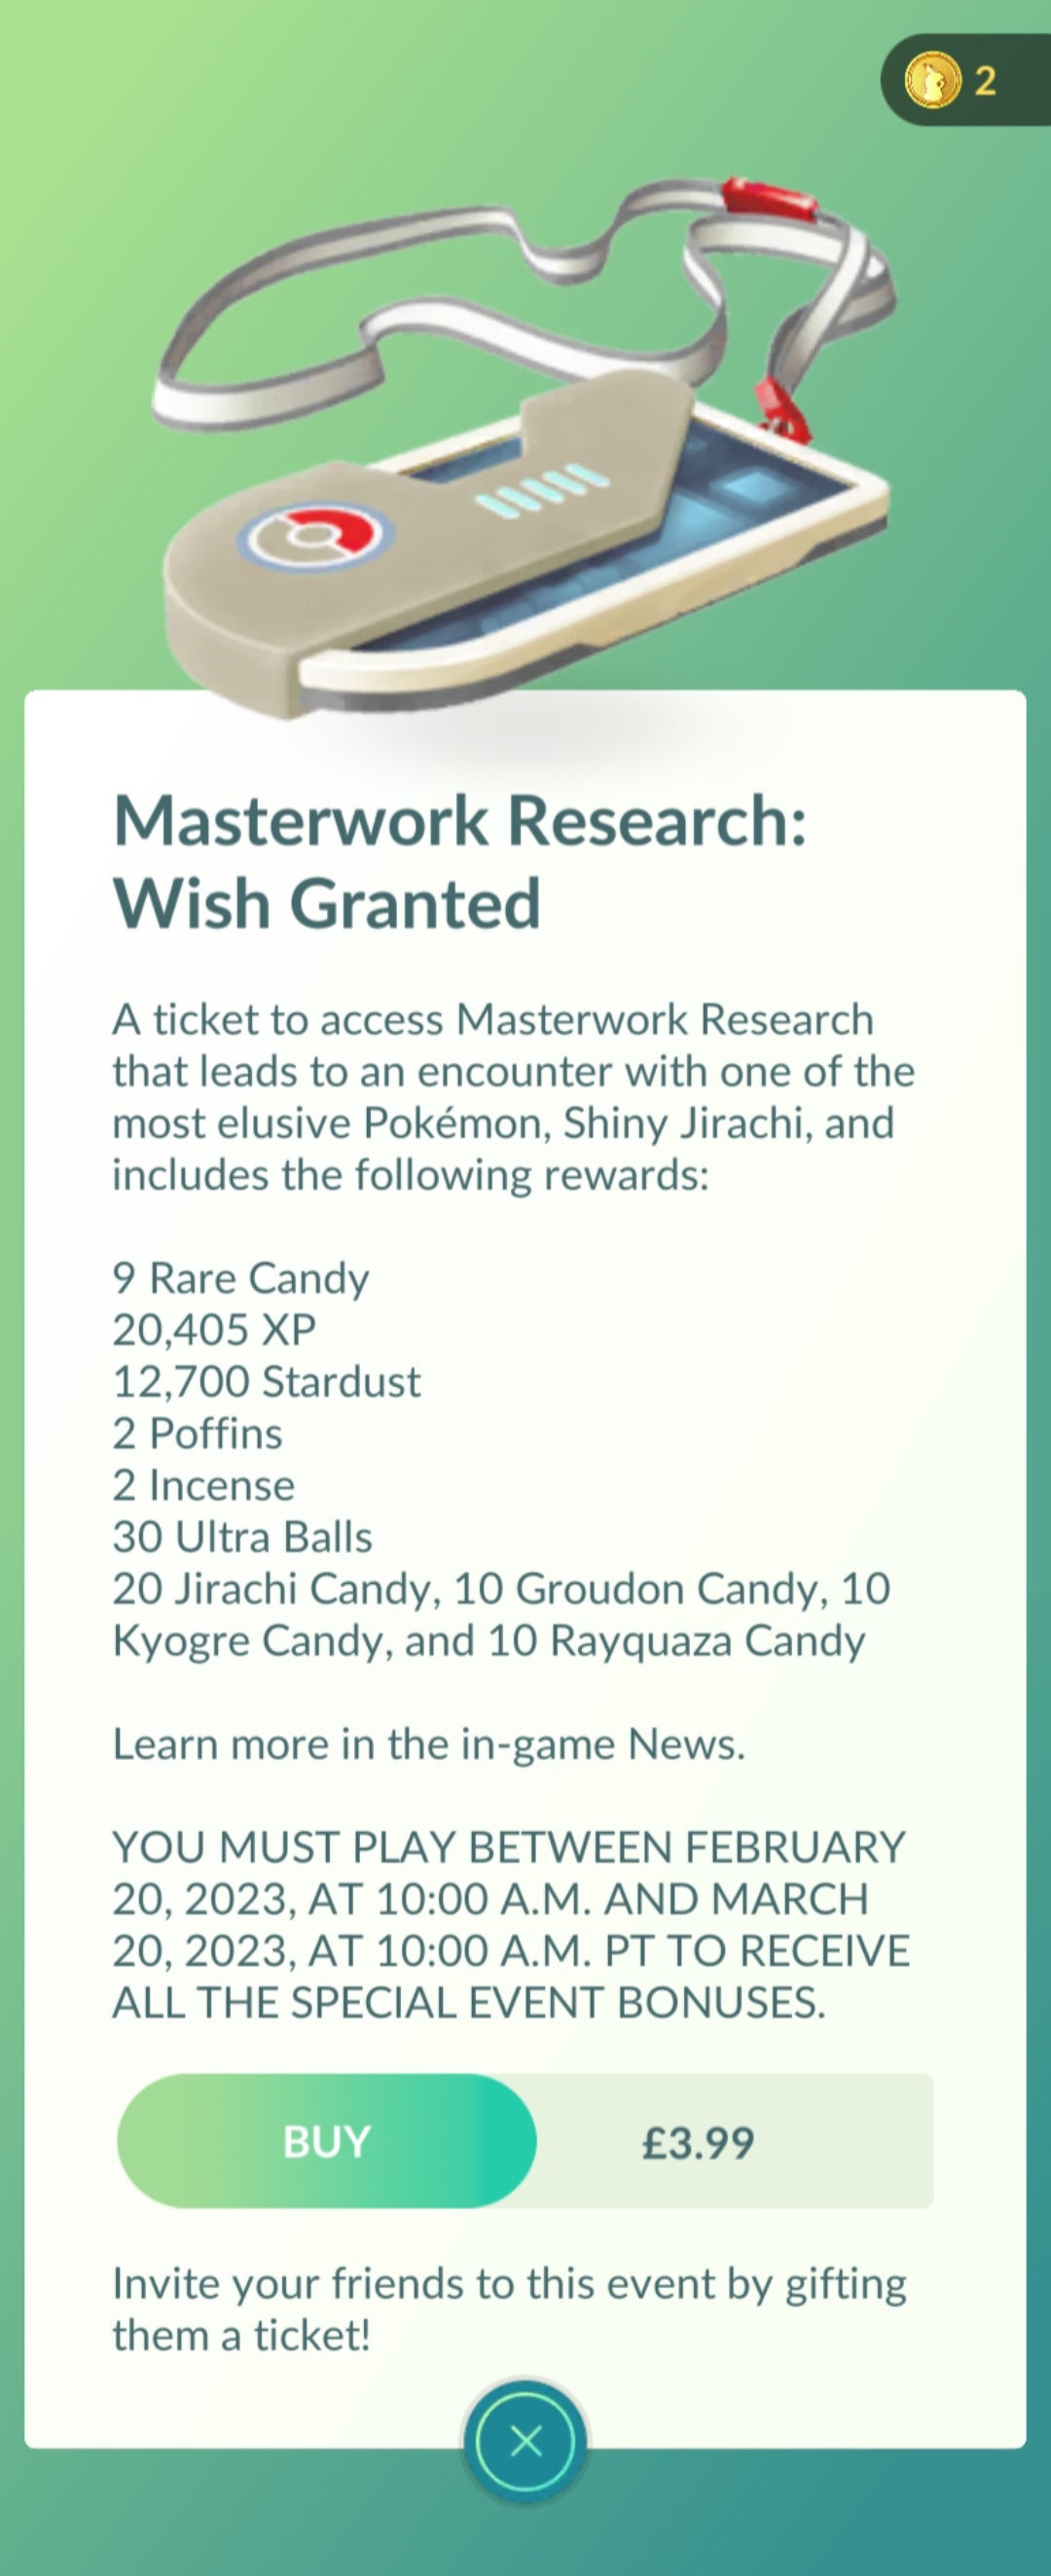 2
Masterwork Research:
Wish Granted
A ticket to access Masterwork Research
that leads to an encounter with one of the
most elusive Pokémon, Shiny Jirachi, and
includes the following rewards:
9 Rare Candy
20,405 XP
12,700 Stardust
2 Poffins
2 Incense
30 Ultra Balls
20 Jirachi Candy, 10 Groudon Candy, 10
Kyogre Candy, and 10 Rayquaza Candy
Learn more in the in-game News.
YOU MUST PLAY BETWEEN FEBRUARY
20, 2023, AT 10:00 A.M. AND MARCH
20, 2023, AT 10:00 A.M. PT TO RECEIVE
ALL THE SPECIAL EVENT BONUSES.
BUY £3.99
Invite your friends to this event by gifting
them a ticket!